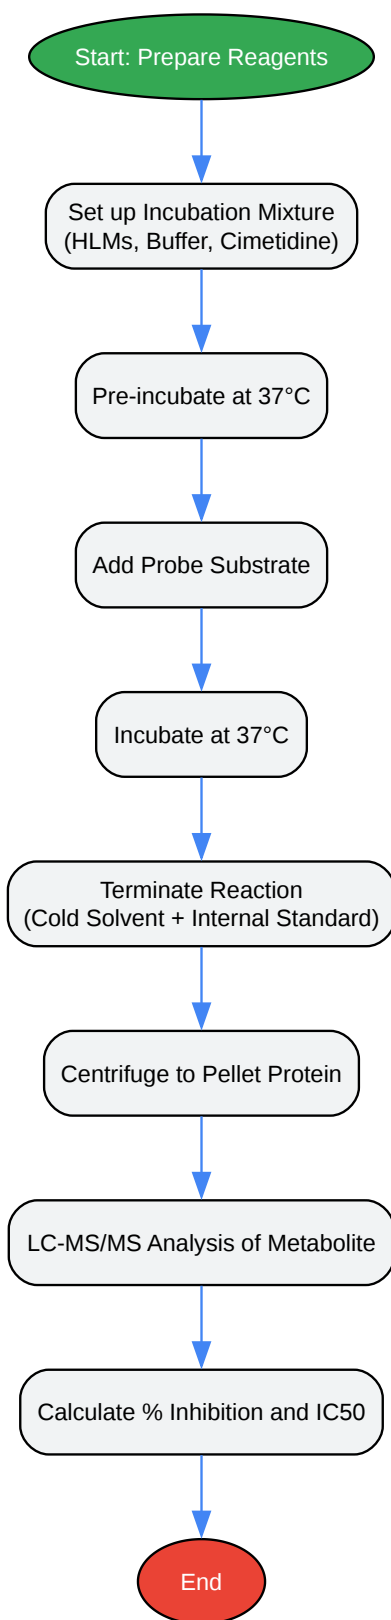 Start: Prepare Reagents
Set up Incubation Mixture
(HLMs, Buffer, Cimetidine)
Pre-incubate at 37°C
Add Probe Substrate
Incubate at 37°C
Terminate Reaction
(Cold Solvent + Internal Standard)
Centrifuge to Pellet Protein
LC-MS/MS Analysis of Metabolite
Calculate % Inhibition and IC50
End